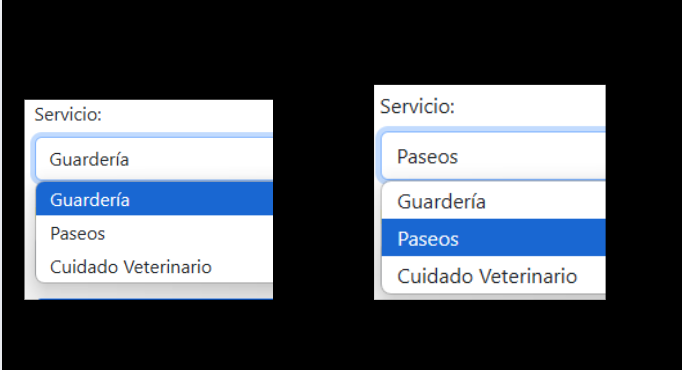 Servicio:
Guardería
Guardería
Paseos
Cuidado Veterinario
Servicio:
Paseos
Guardería
Paseos
Cuidado Veterinario